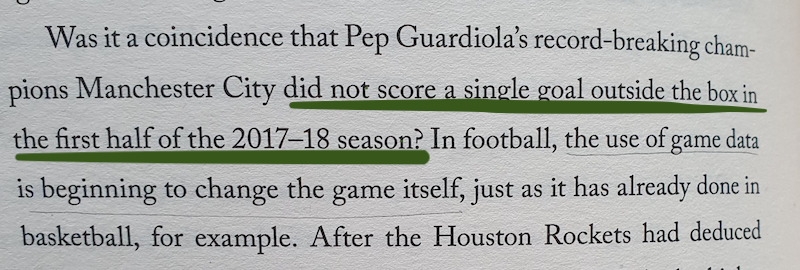 Was it a coincidence that Pep Guardiola's record-breaking cham-
pions Manchester City did not score a single goal outside the box in
the first half of the 2017–18 season? In football, the use of game data
is beginning to change the game itself, just as it has already done in
basketball, for example. After the Houston Rockets had deduced